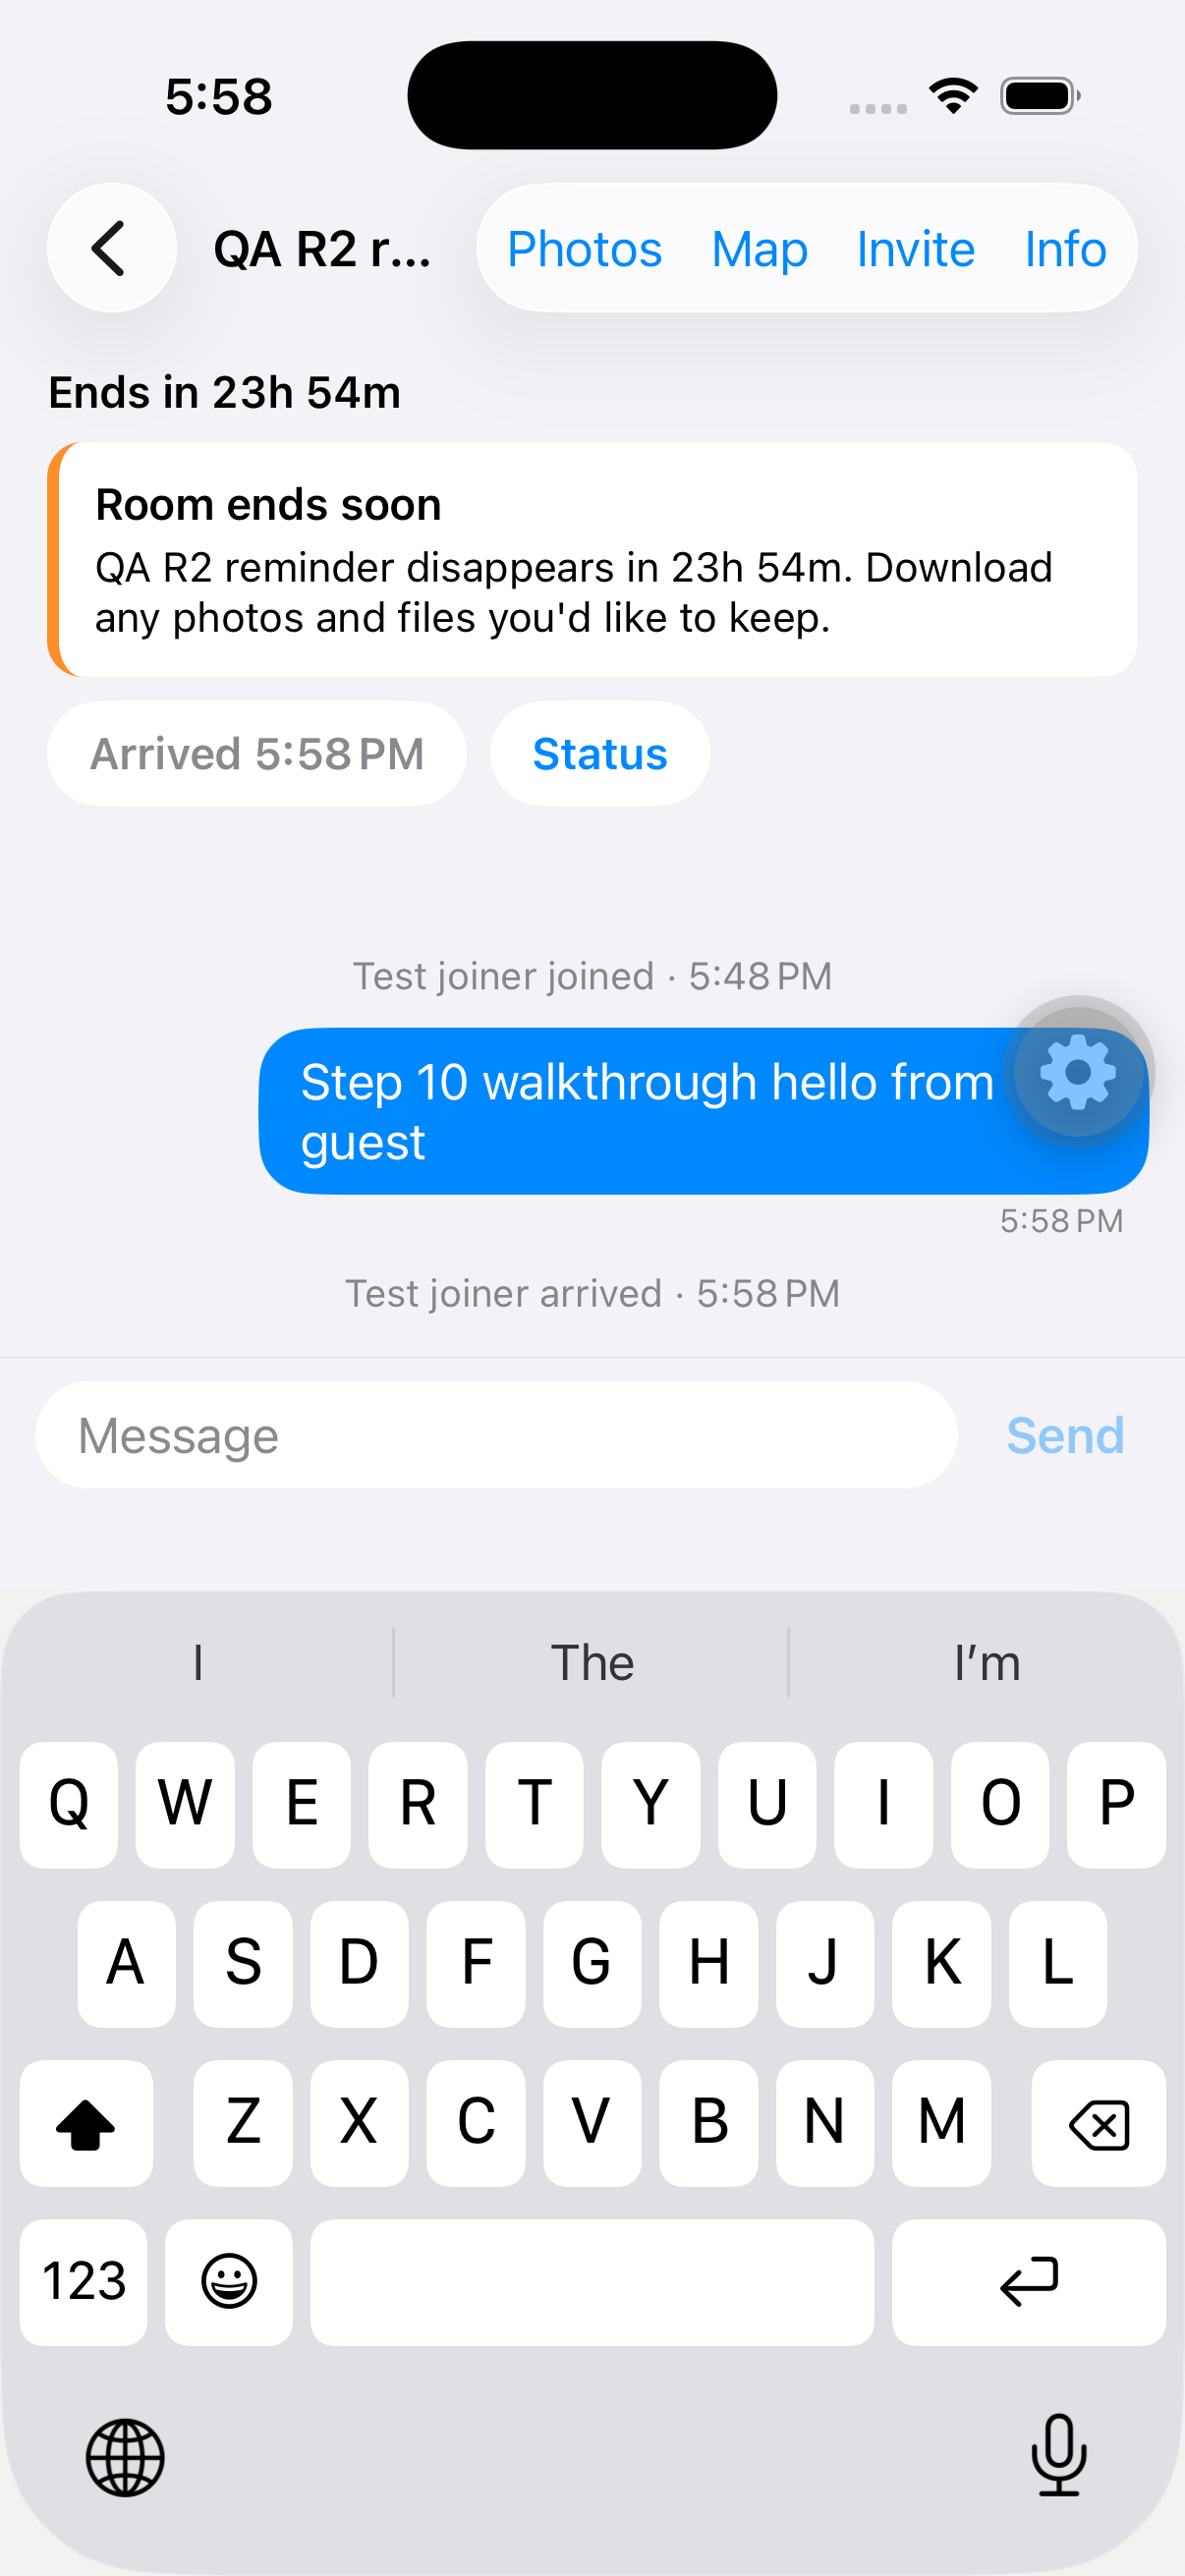 5:58
QA R2 r...
Photos Map Invite Info
Ends in 23h 54m
Room ends soon
QA R2 reminder disappears in 23h 54m. Download
any photos and files you'd like to keep.
Arrived 5:58 PM
Status
Test joiner joined · 5:48 PM
Step 10 walkthrough hello from
guest
5:58 PM
Test joiner arrived · 5:58 PM
Message
Send
I The I’m
Q W E R T Y U I O P
A S D F G H J K L
Z X C V B N M
123